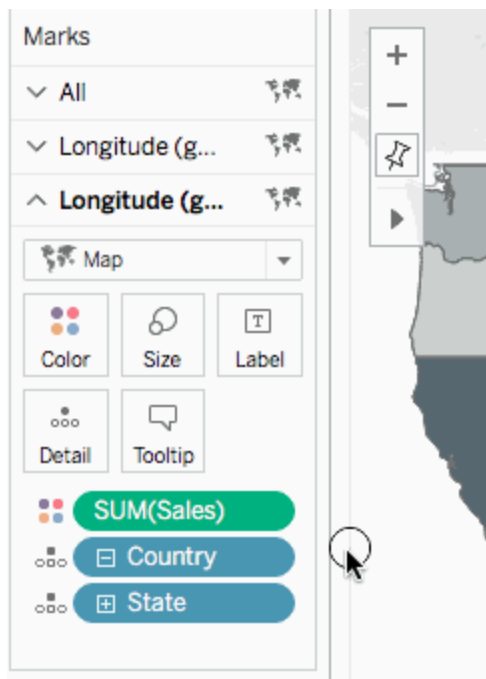 Marks
All
Longitude (g...
Longitude (g...
Map
Color Size Label
Detail Tooltip
SUM(Sales)
Country
State